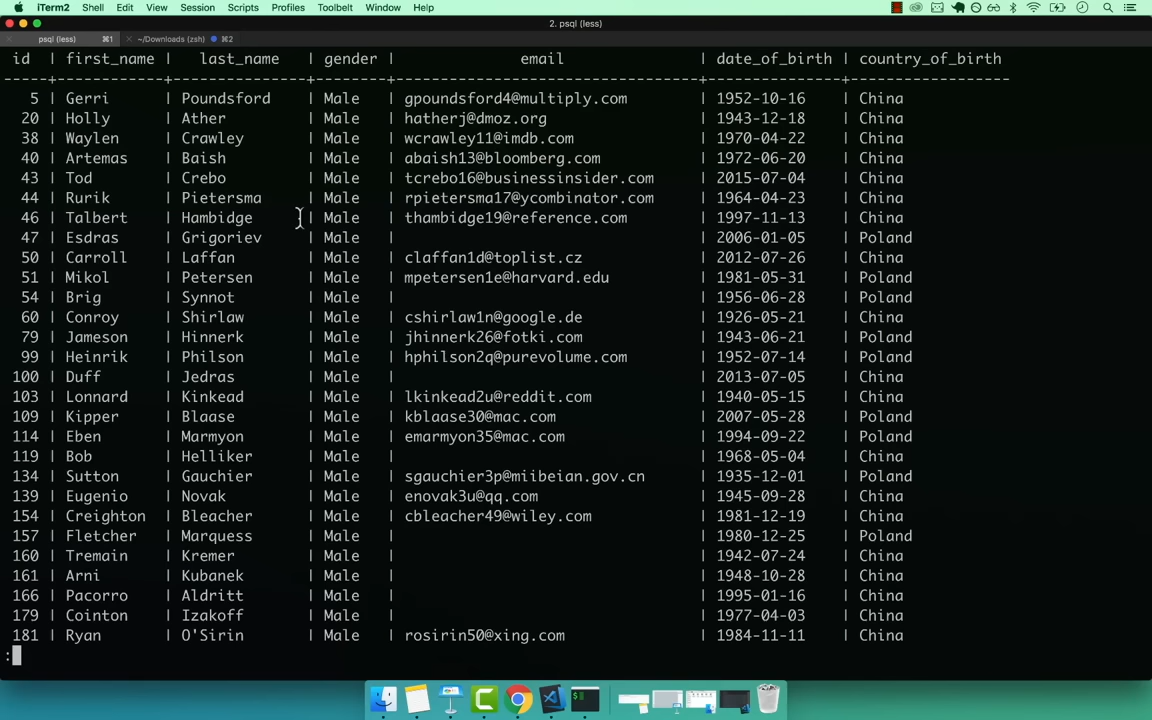 iTerm2 Shell Edit View Session Scripts Profiles Toolbelt Window Help
2. psql (less)
psql (less) ⌘1 ~/Downloads (zsh) ⌘2
id | first_name | last_name | gender | email | date_of_birth | country_of_birth
-----+------------+---------------+--------+----------------------------------+---------------+------------------
5 | Gerri | Poundsford | Male | gpoundsford4@multiply.com | 1952-10-16 | China
20 | Holly | Ather | Male | hatherj@dmoz.org | 1943-12-18 | China
38 | Waylen | Crawley | Male | wcrawley11@imdb.com | 1970-04-22 | China
40 | Artemas | Baish | Male | abaish13@bloomberg.com | 1972-06-20 | China
43 | Tod | Crebo | Male | tcrebo16@businessinsider.com | 2015-07-04 | China
44 | Rurik | Pietersma | Male | rpietersma17@ycombinator.com | 1964-04-23 | China
46 | Talbert | Hambidge | Male | thambidge19@reference.com | 1997-11-13 | China
47 | Esdras | Grigoriev | Male | | 2006-01-05 | Poland
50 | Carroll | Laffan | Male | claffan1d@toplist.cz | 2012-07-26 | China
51 | Mikol | Petersen | Male | mpetersen1e@harvard.edu | 1981-05-31 | Poland
54 | Brig | Synnot | Male | | 1956-06-28 | Poland
60 | Conroy | Shirlaw | Male | cshirlaw1n@google.de | 1926-05-21 | China
79 | Jameson | Hinnerk | Male | jhinnerk26@fotki.com | 1943-06-21 | Poland
99 | Heinrik | Philson | Male | hphilson2q@purevolume.com | 1952-07-14 | China
100 | Duff | Jedras | Male | | 2013-07-05 | China
103 | Lonnard | Kinkead | Male | lkinkead2u@reddit.com | 1940-05-15 | China
109 | Kipper | Blaase | Male | kblaase30@mac.com | 2007-05-28 | Poland
114 | Eben | Marmyon | Male | emarmyon35@mac.com | 1994-09-22 | Poland
119 | Bob | Helliker | Male | | 1968-05-04 | China
134 | Sutton | Gauchier | Male | sgauchier3p@miibeian.gov.cn | 1935-12-01 | Poland
139 | Eugenio | Novak | Male | enovak3u@qq.com | 1945-09-28 | China
154 | Creighton | Bleacher | Male | cbleacher49@wiley.com | 1981-12-19 | China
157 | Fletcher | Marquess | Male | | 1980-12-25 | Poland
160 | Tremain | Kremer | Male | | 1942-07-24 | China
161 | Arni | Kubanek | Male | | 1948-10-28 | China
166 | Pacorro | Aldritt | Male | | 1995-01-16 | China
179 | Cointon | Izakoff | Male | | 1977-04-03 | China
181 | Ryan | O'Sirin | Male | rosirin50@xing.com | 1984-11-11 | China
: